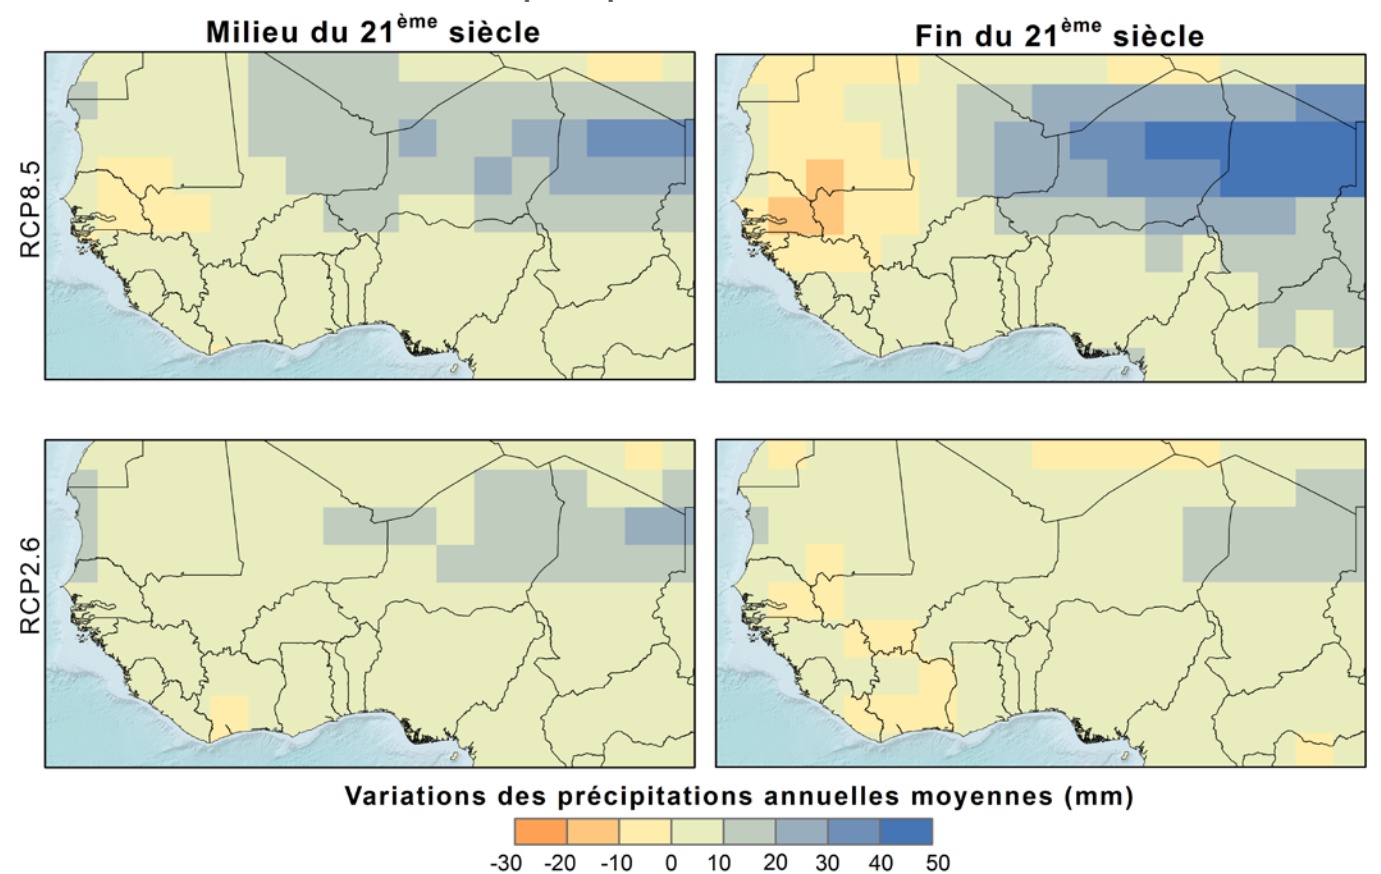 Milieu du 21ème siècle
Fin du 21ème siècle
RCP8.5
RCP2.6
Variations des précipitations annuelles moyennes (mm)
-30 -20 -10 0 10 20 30 40 50